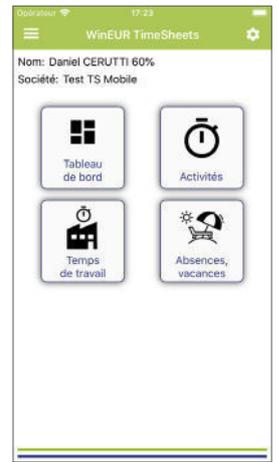 Opérateur 17:23
WinEUR TimeSheets
Nom: Daniel CERUTTI 60%
Société: Test TS Mobile
Tableau
de bord
Activités
Temps
de travail
Absences,
vacances